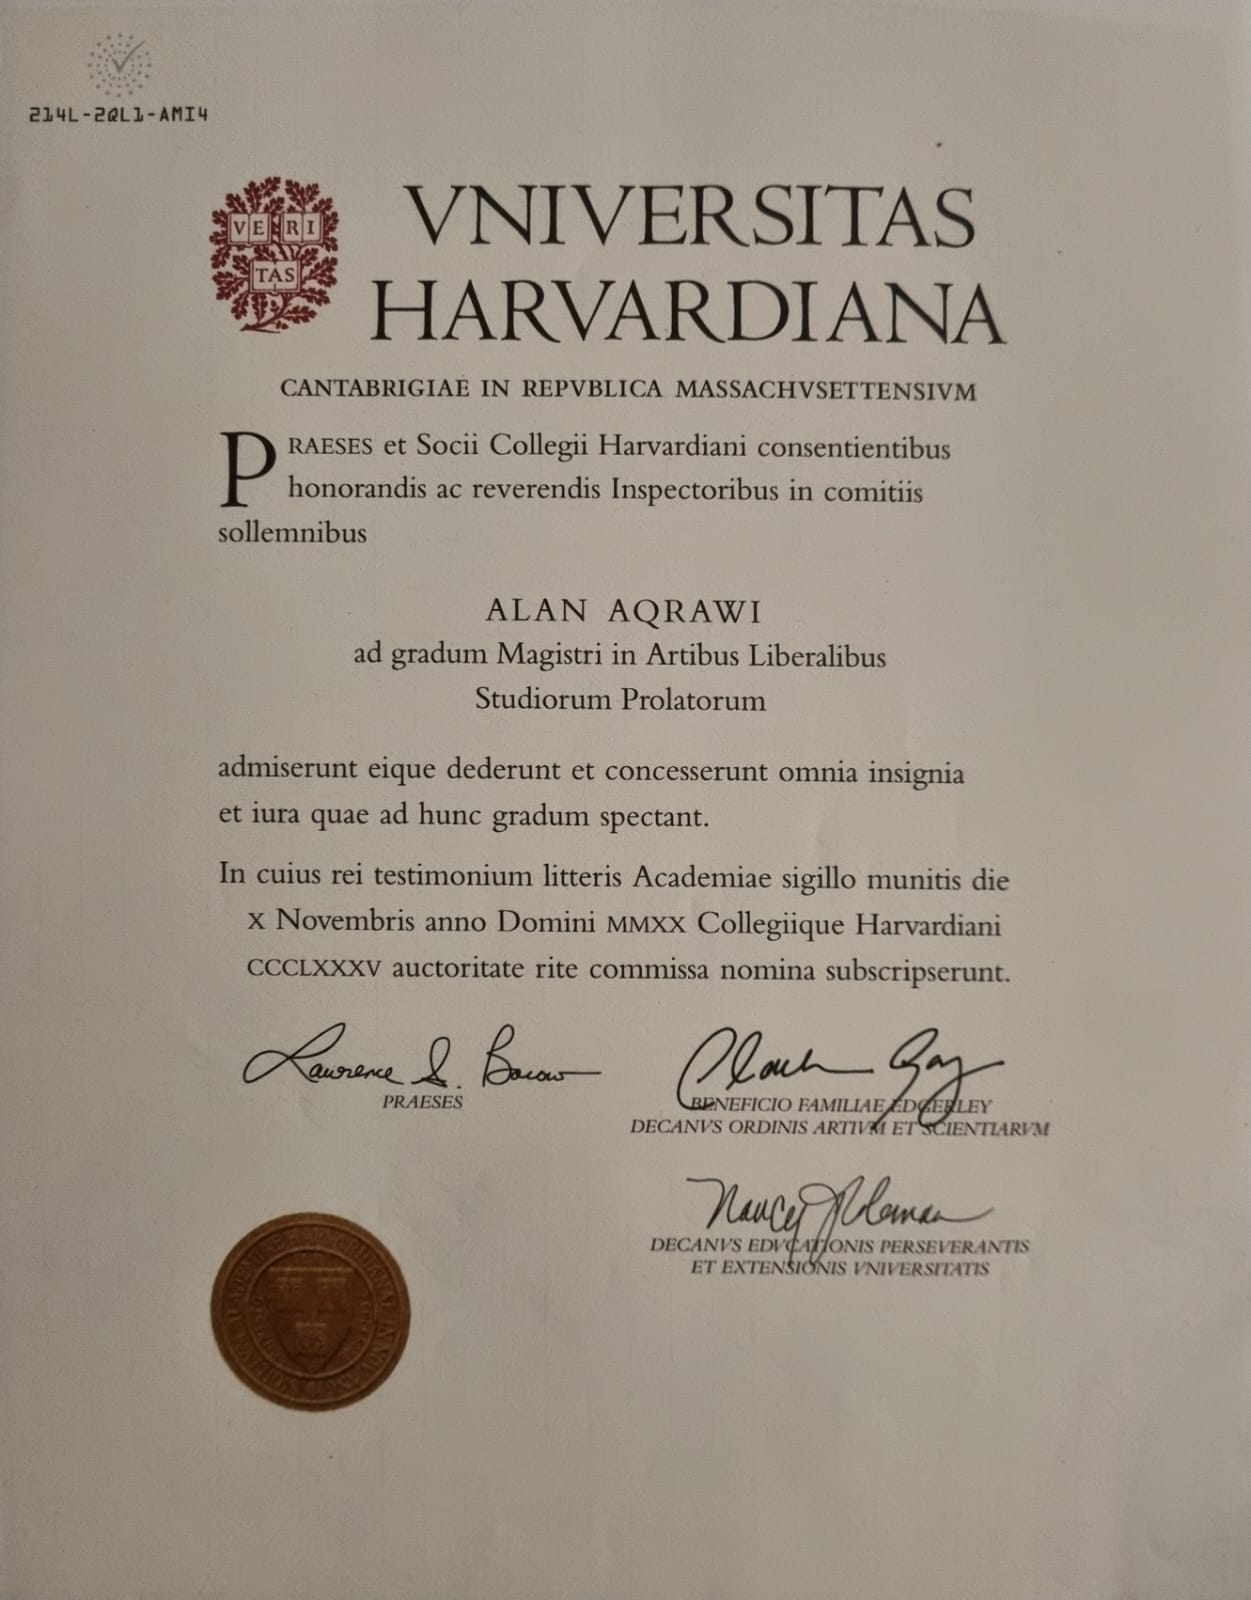 214L-2QL1-AMI4
VE RI
TAS
VNIVERSITAS
HARVARDIANA
CANTABRIGIAE IN REPVBLICA MASSACHVSETTENSIVM
PRAESES et Socii Collegii Harvardiani consentientibus
honorandis ac reverendis Inspectoribus in comitiis
sollemnibus
ALAN AQRAWI
ad gradum Magistri in Artibus Liberalibus
Studiorum Prolatorum
admiserunt eique dederunt et concesserunt omnia insignia
et iura quae ad hunc gradum spectant.
In cuius rei testimonium litteris Academiae sigillo munitis die
X Novembris anno Domini MMXX Collegiique Harvardiani
CCCLXXXV auctoritate rite commissa nomina subscripserunt.
Lawrence S. Bacow
PRAESES
BENEFICIO FAMILIAE EDGERLEY
DECANVS ORDINIS ARTIVM ET SCIENTIARVM
DECANVS EDVCATIONIS PERSEVERANTIS
ET EXTENSIONIS VNIVERSITATIS